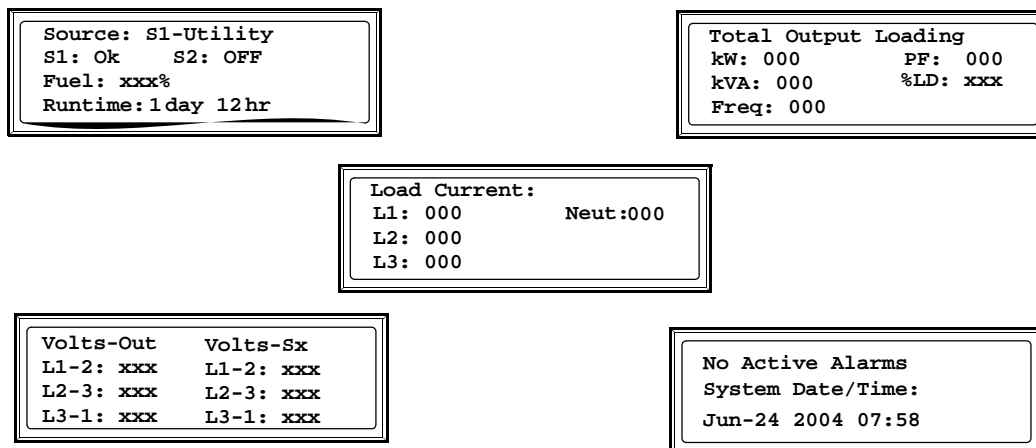 Source: S1-Utility
S1: Ok S2: OFF
Fuel: xxx%
Runtime: 1day 12hr
Total Output Loading
kW: 000 PF: 000
kVA: 000 %LD: xxx
Freq: 000
Load Current:
L1: 000 Neut:000
L2: 000
L3: 000
Volts-Out Volts-Sx
L1-2: xxx L1-2: xxx
L2-3: xxx L2-3: xxx
L3-1: xxx L3-1: xxx
No Active Alarms
System Date/Time:
Jun-24 2004 07:58